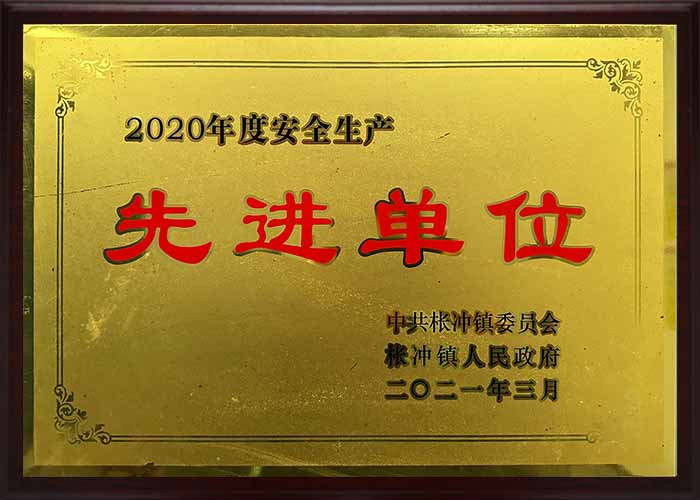 2020年度安全生产
先进单位
中共枨冲镇委员会
枨冲镇人民政府
二〇二一年三月